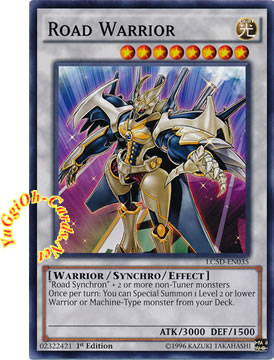 ROAD WARRIOR
光
LC5D-EN035
[WARRIOR / SYNCHRO / EFFECT]
"Road Synchron" + 2 or more non-Tuner monsters
Once per turn: You can Special Summon 1 Level 2 or lower
Warrior or Machine-Type monster from your Deck.
ATK/3000 DEF/1500
02322421 1st Edition ©1996 KAZUKI TAKAHASHI
YuGgiOh-Cards.Net